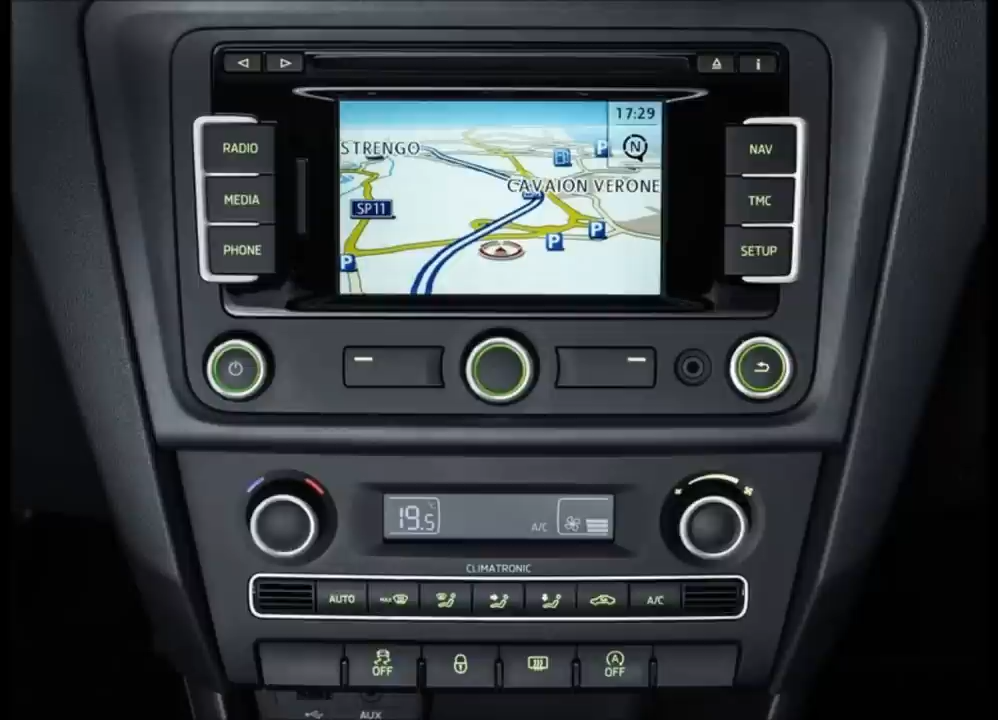 17:29
RADIO
STRENGO
P
N
NAV
CAVAION VERONE
MEDIA
SP11
TMC
PHONE
P
P
SETUP
P
19.5
°C
A/C
CLIMATRONIC
AUTO
MAX
A/C
OFF
A
OFF
AUX